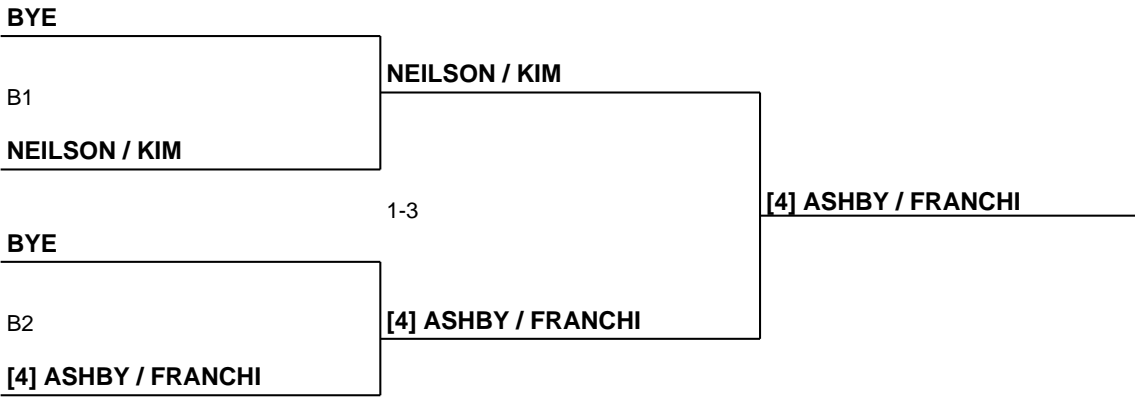 BYE
NEILSON / KIM
B1
NEILSON / KIM
[4] ASHBY / FRANCHI
1-3
BYE
[4] ASHBY / FRANCHI
B2
[4] ASHBY / FRANCHI